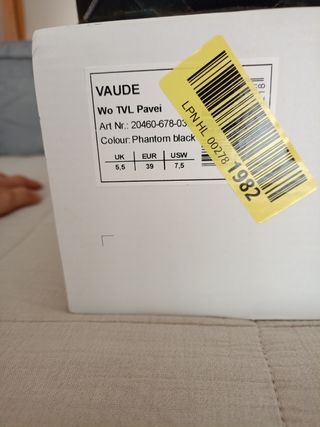 VAUDE
Wo TVL Pavei
Art Nr.: 20460-678-03
Colour: Phantom black
UK EUR USW
5,5 39 7,5
LPN HL 00278 1982